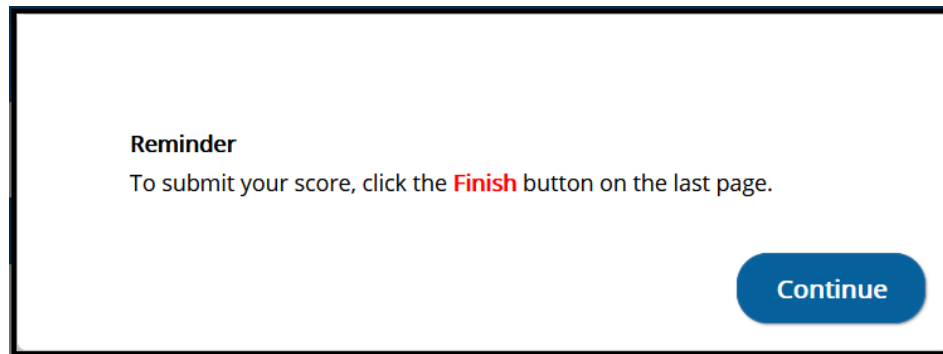 Reminder
To submit your score, click the Finish button on the last page.
Continue